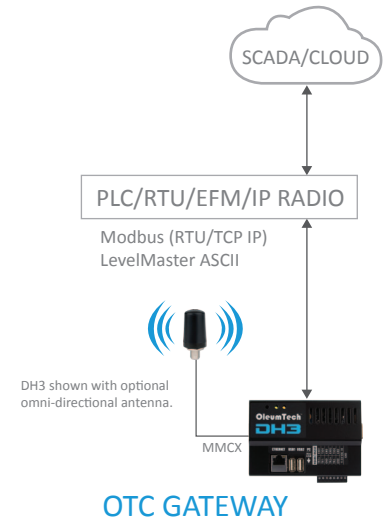 SCADA/CLOUD
PLC/RTU/EFM/IP RADIO
Modbus (RTU/TCP IP)
LevelMaster ASCII
DH3 shown with optional
omni-directional antenna.
MMCX
OleumTech
DH3
ETHERNET
OTC GATEWAY